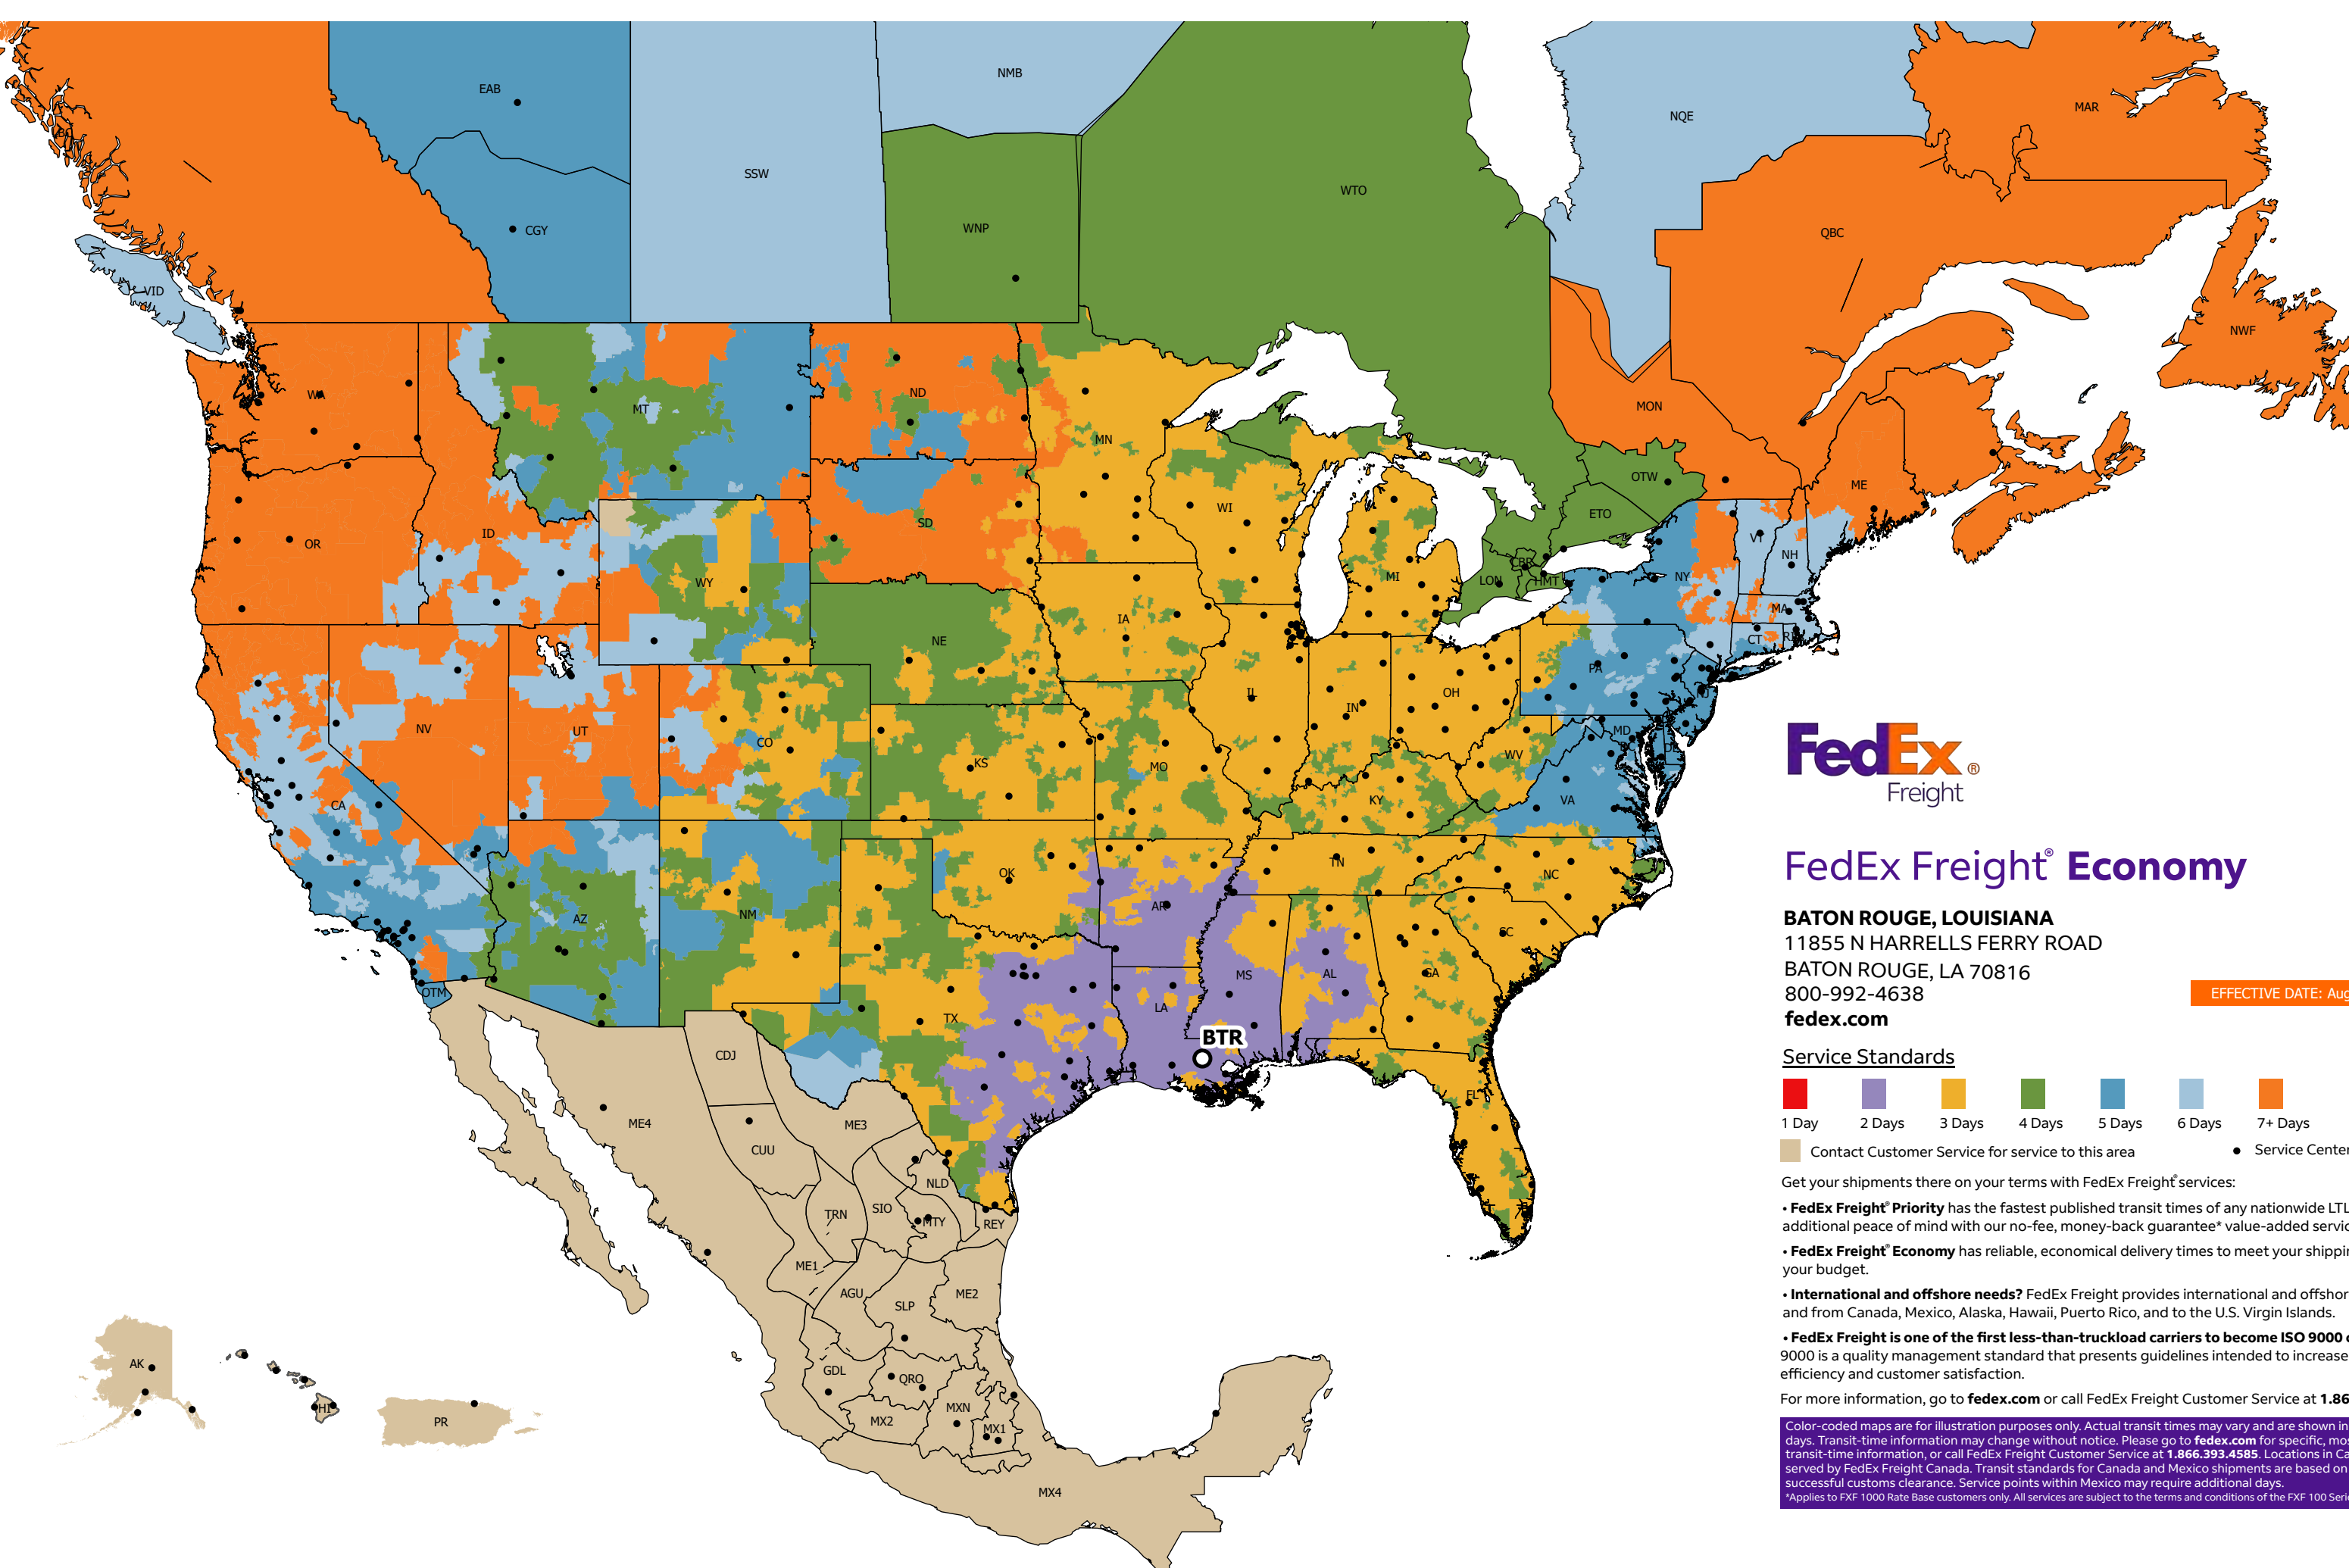 EAB
NMB
NQE
MAR
VBC
SSW
WTO
CGY
WNP
QBC
VID
NWF
WA
MT
ND
MON
MN
OTW
ME
WI
ETO
SD
OR
ID
VT
NH
CBR
WY
MI
LON
HMT
NY
MA
IA
CT
RI
NE
PA
IL
OH
NJ
IN
NV
UT
CO
WV
MD
DC
DE
KS
MO
CA
KY
VA
TN
OK
NC
AR
NM
AZ
SC
MS
AL
GA
OTM
LA
TX
BTR
CDJ
FL
ME4
ME3
CUU
NLD
TRN
SIO
MTY
REY
ME1
AGU
SLP
ME2
AK
GDL
QRO
HI
PR
MX2
MXN
MX1
MX4
FedEx®
Freight
FedEx Freight® Economy
BATON ROUGE, LOUISIANA
11855 N HARRELLS FERRY ROAD
BATON ROUGE, LA 70816
800-992-4638
EFFECTIVE DATE: Aug
fedex.com
Service Standards
1 Day 2 Days 3 Days 4 Days 5 Days 6 Days 7+ Days
Contact Customer Service for service to this area • Service Center
Get your shipments there on your terms with FedEx Freight® services:
• FedEx Freight® Priority has the fastest published transit times of any nationwide LTL
additional peace of mind with our no-fee, money-back guarantee* value-added servic
• FedEx Freight® Economy has reliable, economical delivery times to meet your shippin
your budget.
• International and offshore needs? FedEx Freight provides international and offshor
and from Canada, Mexico, Alaska, Hawaii, Puerto Rico, and to the U.S. Virgin Islands.
• FedEx Freight is one of the first less-than-truckload carriers to become ISO 9000 c
9000 is a quality management standard that presents guidelines intended to increase
efficiency and customer satisfaction.
For more information, go to fedex.com or call FedEx Freight Customer Service at 1.86
Color-coded maps are for illustration purposes only. Actual transit times may vary and are shown in
days. Transit-time information may change without notice. Please go to fedex.com for specific, mos
transit-time information, or call FedEx Freight Customer Service at 1.866.393.4585. Locations in Ca
served by FedEx Freight Canada. Transit standards for Canada and Mexico shipments are based on
successful customs clearance. Service points within Mexico may require additional days.
*Applies to FXF 1000 Rate Base customers only. All services are subject to the terms and conditions of the FXF 100 Seri